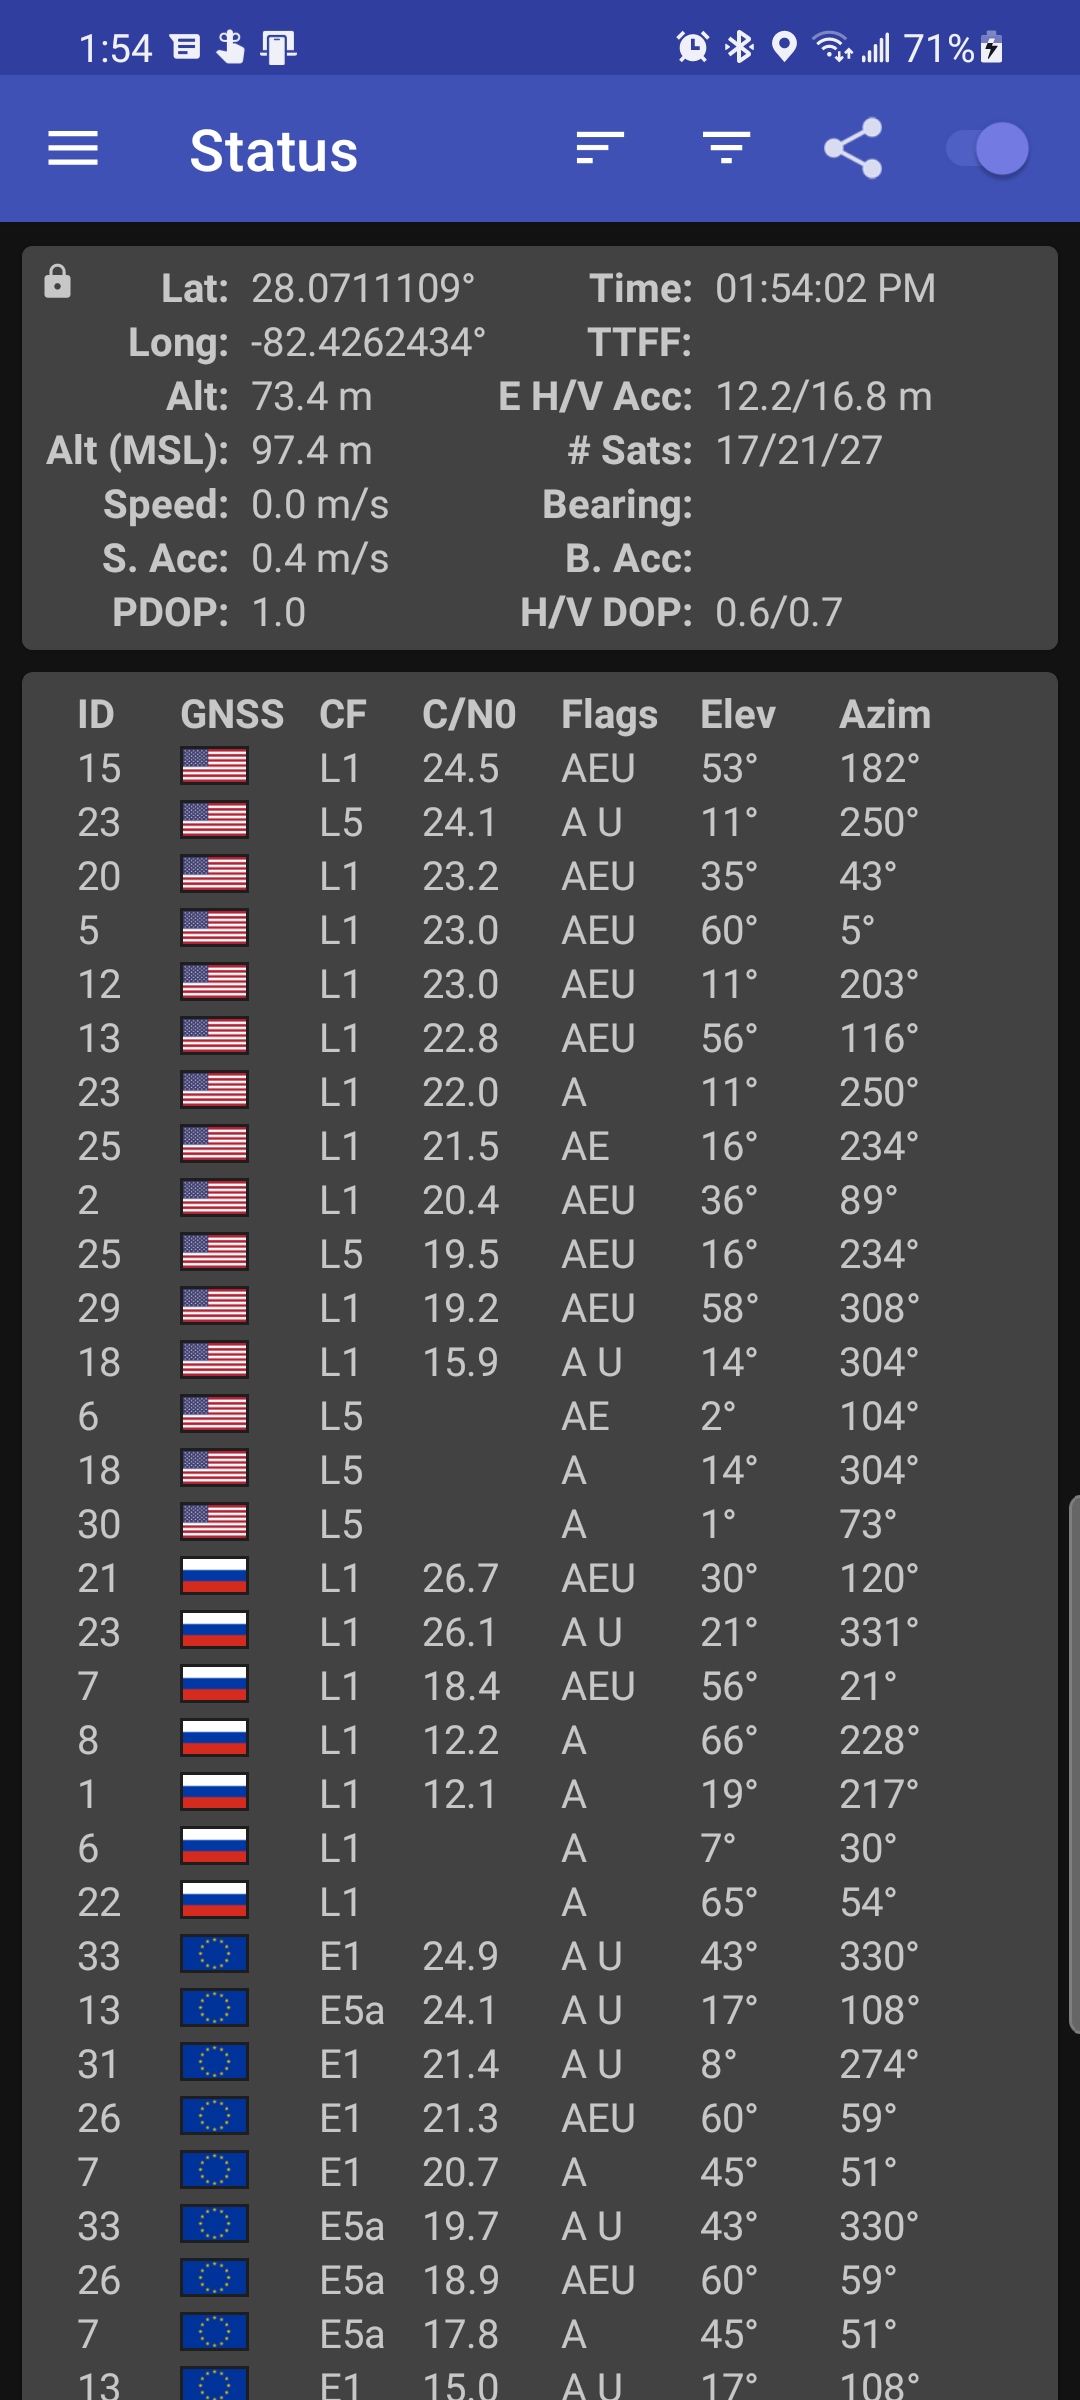 1:54 71%
Status
Lat: 28.0711109° Time: 01:54:02 PM
Long: -82.4262434° TTFF:
Alt: 73.4 m E H/V Acc: 12.2/16.8 m
Alt (MSL): 97.4 m # Sats: 17/21/27
Speed: 0.0 m/s Bearing:
S. Acc: 0.4 m/s B. Acc:
PDOP: 1.0 H/V DOP: 0.6/0.7
ID GNSS CF C/N0 Flags Elev Azim
15 L1 24.5 AEU 53° 182°
23 L5 24.1 A U 11° 250°
20 L1 23.2 AEU 35° 43°
5 L1 23.0 AEU 60° 5°
12 L1 23.0 AEU 11° 203°
13 L1 22.8 AEU 56° 116°
23 L1 22.0 A 11° 250°
25 L1 21.5 AE 16° 234°
2 L1 20.4 AEU 36° 89°
25 L5 19.5 AEU 16° 234°
29 L1 19.2 AEU 58° 308°
18 L1 15.9 A U 14° 304°
6 L5 AE 2° 104°
18 L5 A 14° 304°
30 L5 A 1° 73°
21 L1 26.7 AEU 30° 120°
23 L1 26.1 A U 21° 331°
7 L1 18.4 AEU 56° 21°
8 L1 12.2 A 66° 228°
1 L1 12.1 A 19° 217°
6 L1 A 7° 30°
22 L1 A 65° 54°
33 E1 24.9 A U 43° 330°
13 E5a 24.1 A U 17° 108°
31 E1 21.4 A U 8° 274°
26 E1 21.3 AEU 60° 59°
7 E1 20.7 A 45° 51°
33 E5a 19.7 A U 43° 330°
26 E5a 18.9 AEU 60° 59°
7 E5a 17.8 A 45° 51°
13 E1 15.0 A U 17° 108°